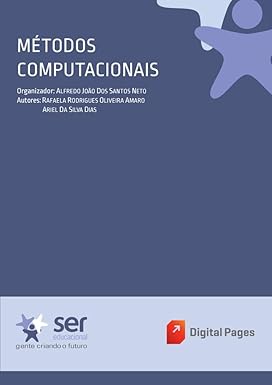 MÉTODOS
COMPUTACIONAIS
Organizador: ALFREDO JOÃO DOS SANTOS NETO
Autores: RAFAELA RODRIGUES OLIVEIRA AMARO
ARIEL DA SILVA DIAS
ser
educacional
gente criando o futuro
Digital Pages